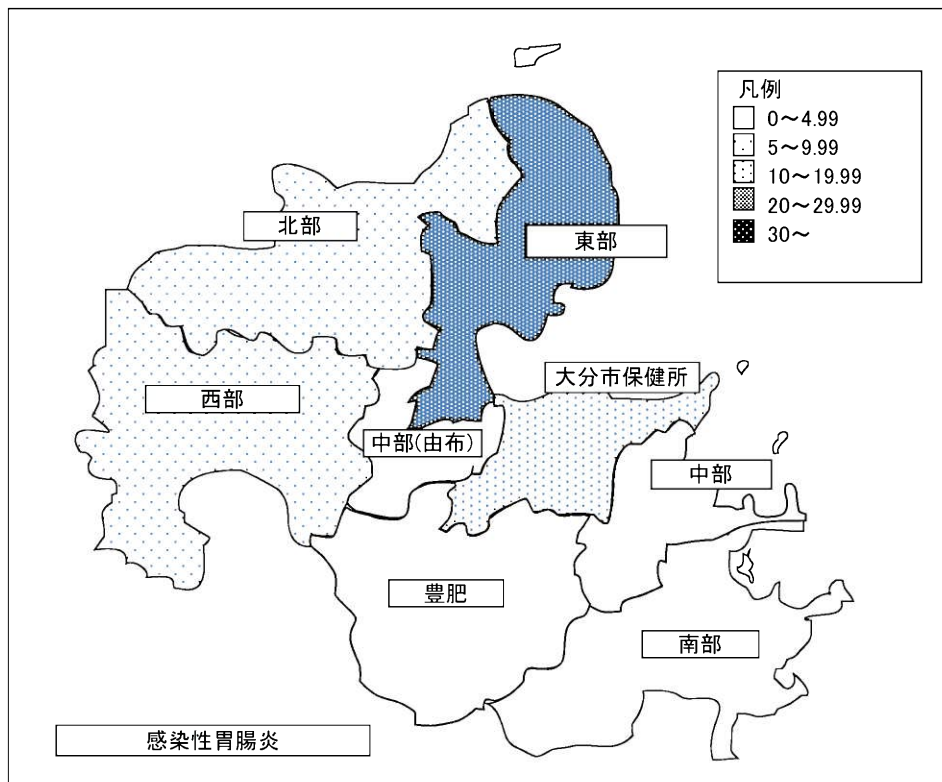 凡例
0～4.99
5～9.99
10～19.99
20～29.99
30～
北部
東部
大分市保健所
西部
中部(由布)
中部
豊肥
南部
感染性胃腸炎